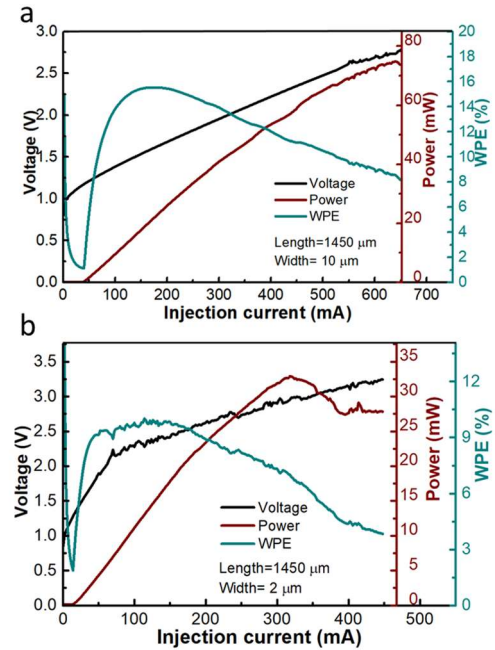 a
3.0
2.5
2.0
1.5
1.0
0.5
0.0
Voltage (V)
0 100 200 300 400 500 600 700
Injection current (mA)
80
60
40
20
0
Power (mW)
20
18
16
14
12
10
8
6
4
2
0
WPE (%)
Voltage
Power
WPE
Length=1450 μm
Width= 10 μm
b
3.5
3.0
2.5
2.0
1.5
1.0
0.5
0.0
Voltage (V)
0 100 200 300 400 500
Injection current (mA)
35
30
25
20
15
10
5
0
Power (mW)
12
9
6
3
0
WPE (%)
Voltage
Power
WPE
Length=1450 μm
Width= 2 μm